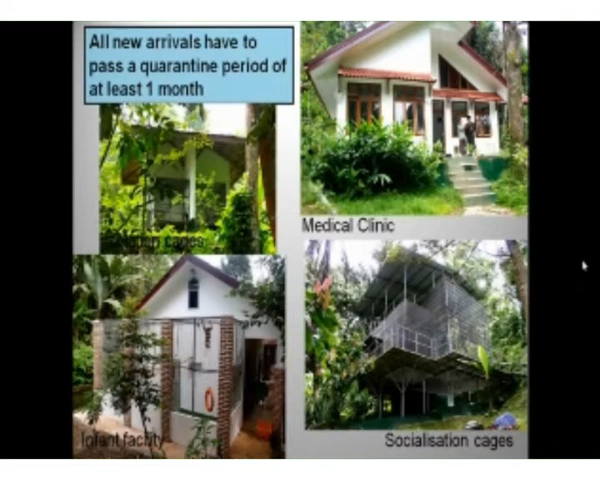 All new arrivals have to
pass a quarantine period of
at least 1 month
cages
Medical Clinic
Infant facility
Socialisation cages